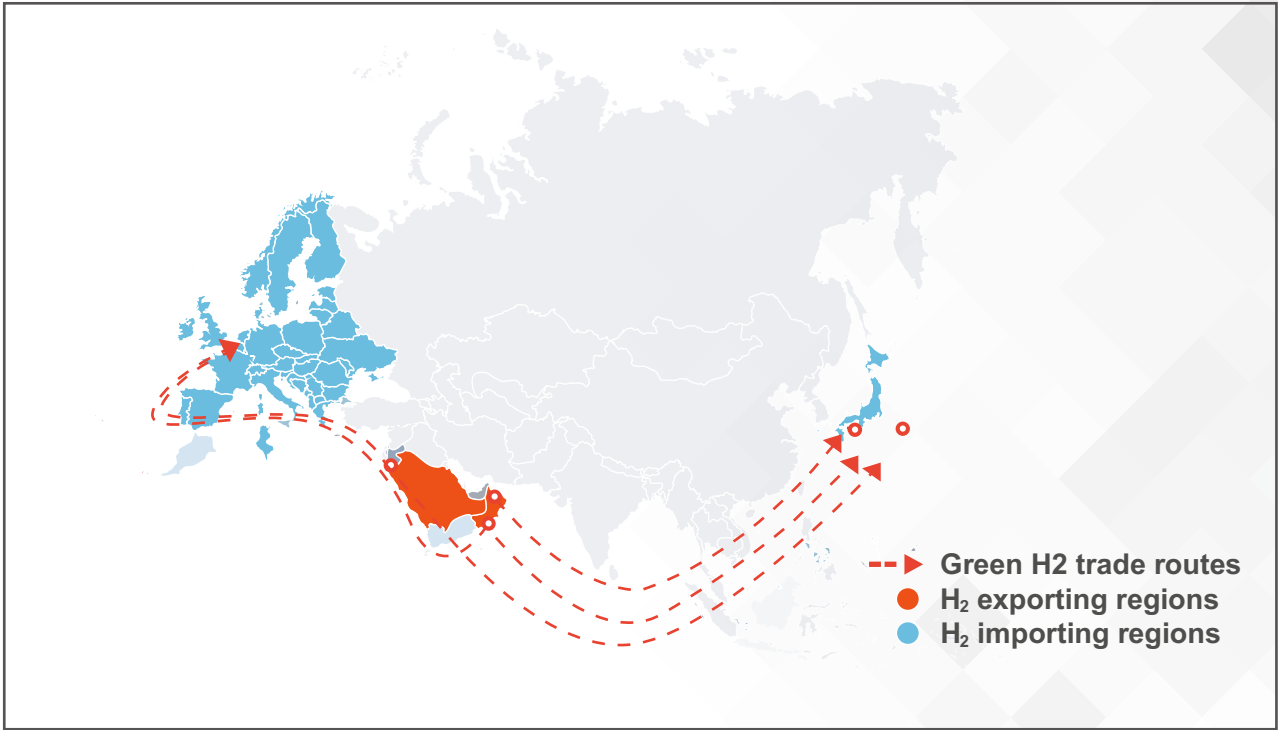 Green H2 trade routes
H₂ exporting regions
H₂ importing regions